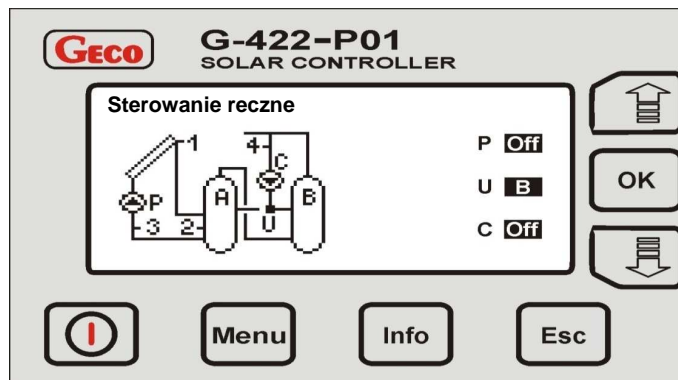 GECO
G-422-P01
SOLAR CONTROLLER
Sterowanie reczne
1
4
C
P Off
A
B
P
U B
OK
3
2
U
C Off
Menu
Info
Esc